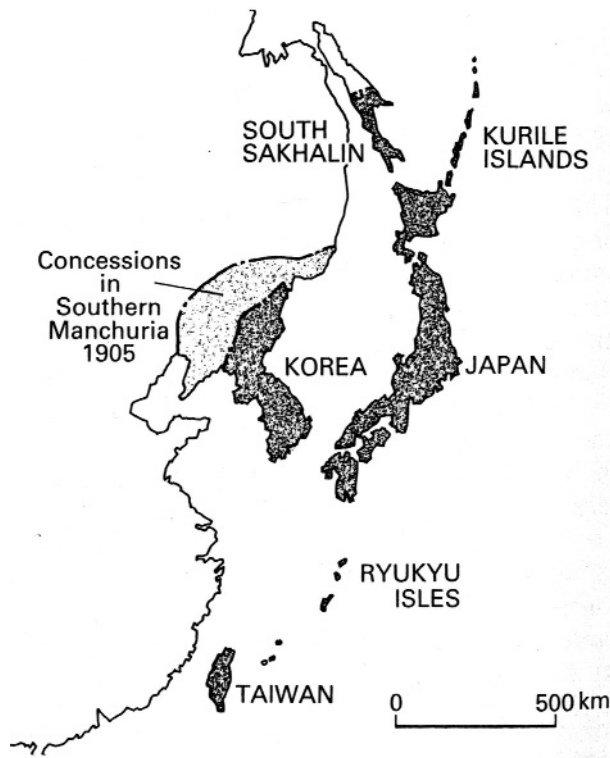 SOUTH
SAKHALIN
KURILE
ISLANDS
Concessions
in
Southern
Manchuria
1905
KOREA
JAPAN
RYUKYU
ISLES
TAIWAN
0 500 km